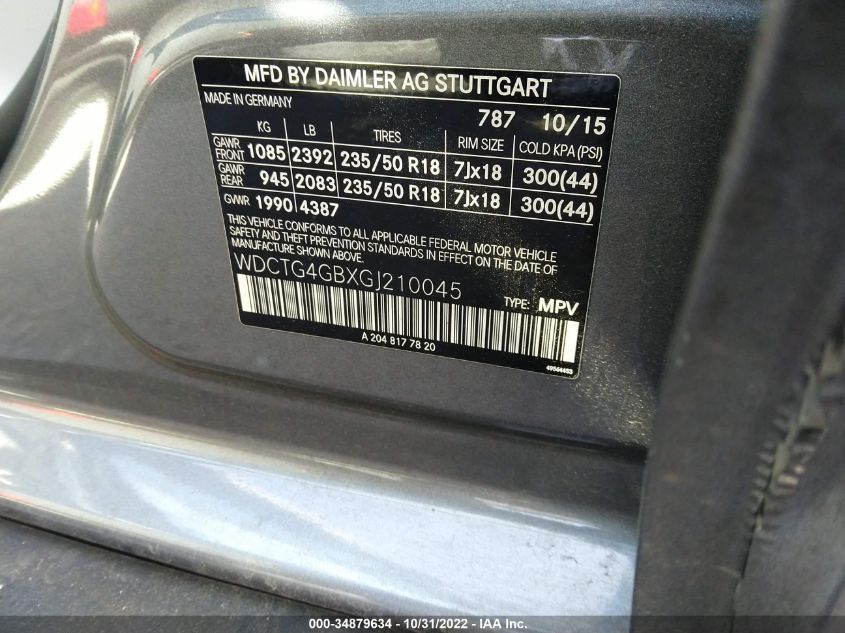 MFD BY DAIMLER AG STUTTGART
MADE IN GERMANY
787 10/15
KG LB TIRES RIM SIZE COLD KPA(PSI)
GAWR FRONT 1085 2392 235/50 R18 7Jx18 300(44)
GAWR REAR 945 2083 235/50 R18 7Jx18 300(44)
GVWR 1990 4387
THIS VEHICLE CONFORMS TO ALL APPLICABLE FEDERAL MOTOR VEHICLE
SAFETY AND THEFT PREVENTION STANDARDS IN EFFECT ON THE DATE OF
MANUFACTURE SHOWN ABOVE.
WDCTG4GBXGJ210045
TYPE: MPV
A 204 817 78 20
49544453
000-34879634 - 10/31/2022 - IAA Inc.